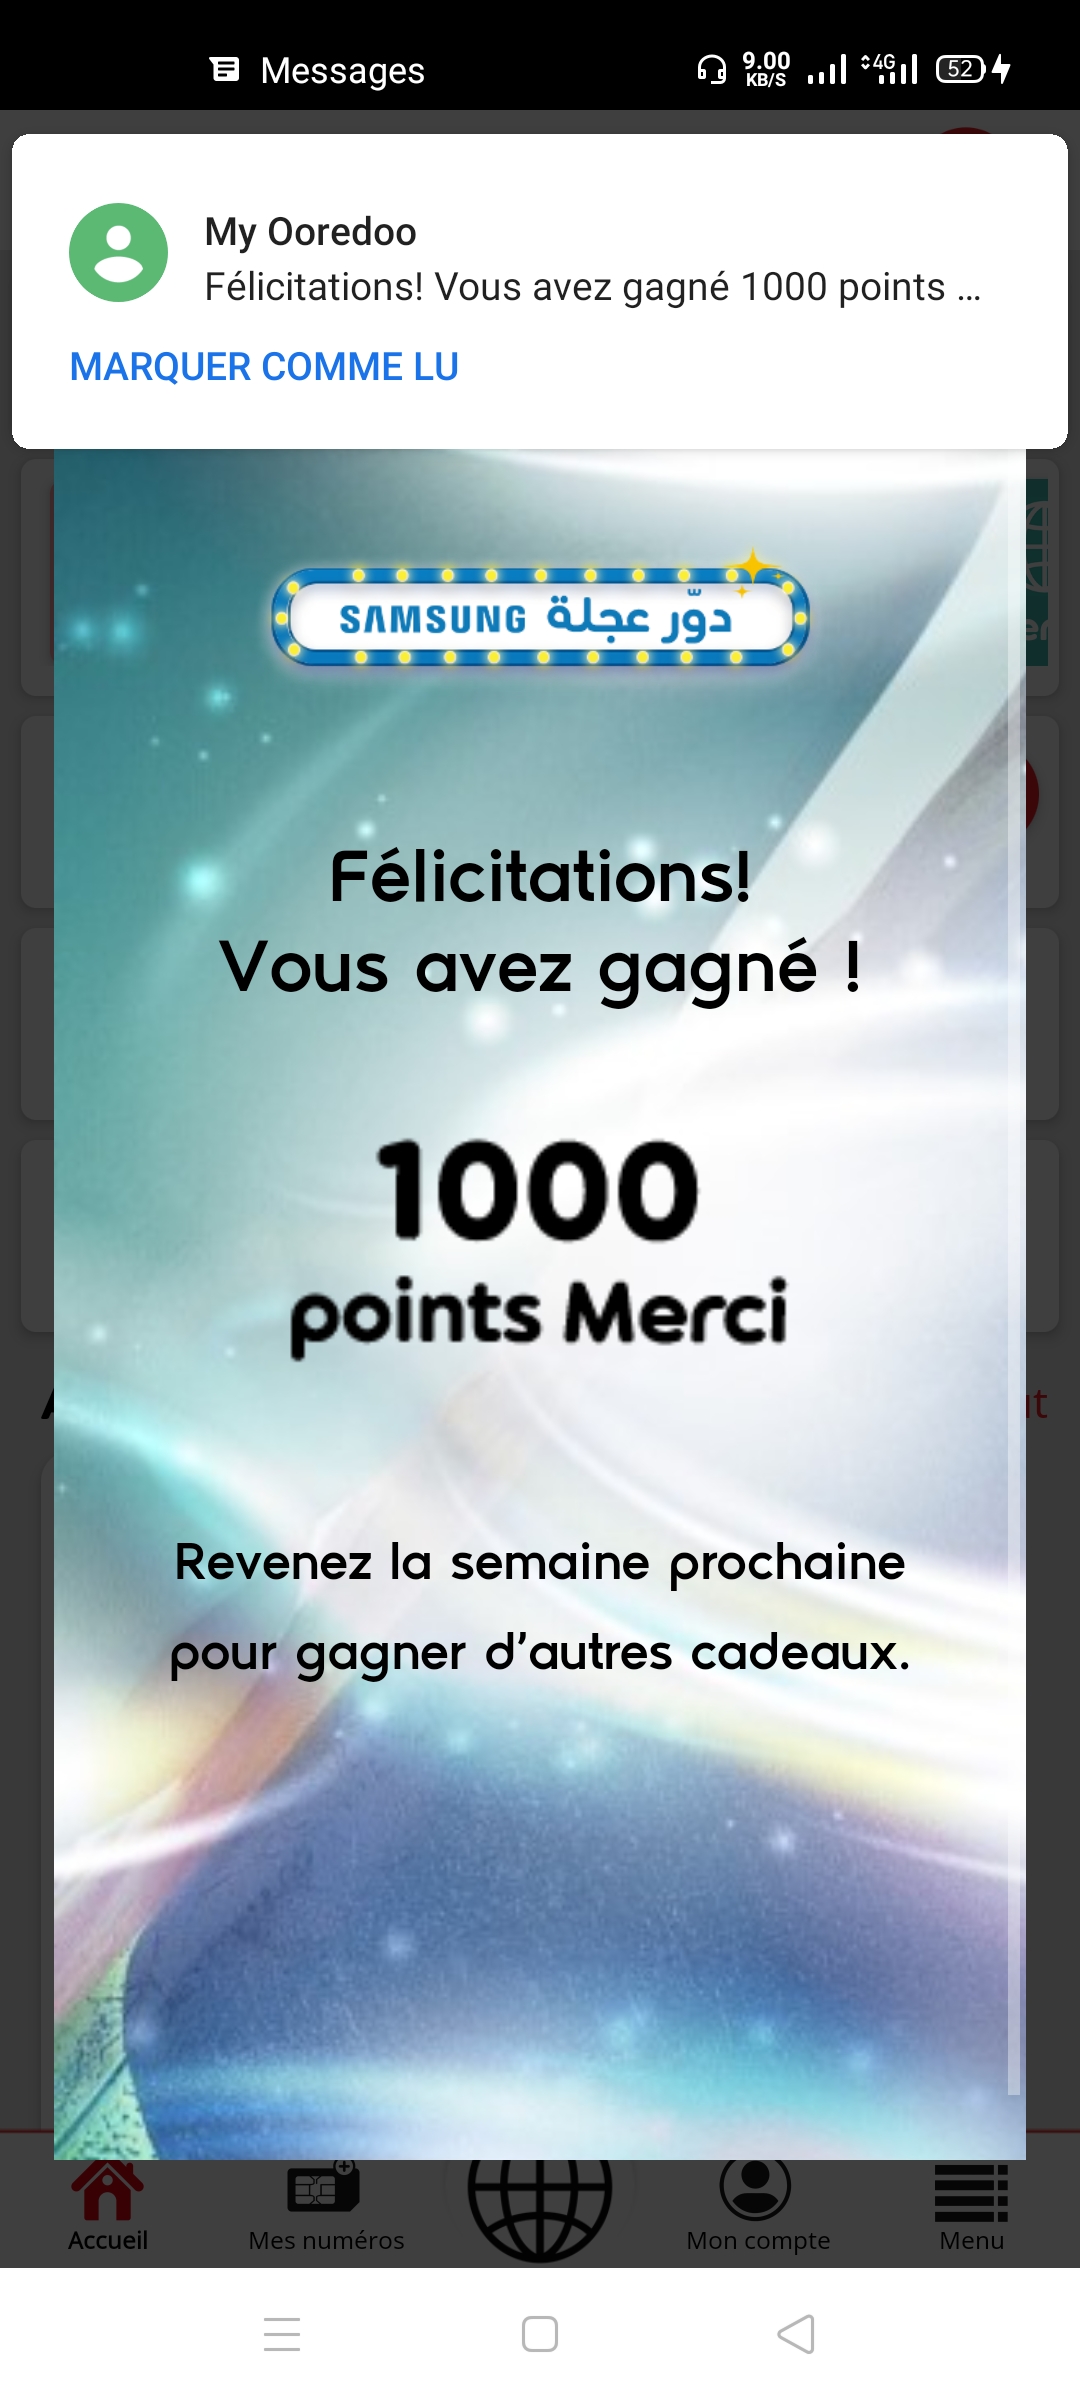 Messages
9.00
KB/S
4G
52
My Ooredoo
Félicitations! Vous avez gagné 1000 points ...
MARQUER COMME LU
SAMSUNG دوّر عجلة
Félicitations!
Vous avez gagné !
1000
points Merci
Revenez la semaine prochaine
pour gagner d’autres cadeaux.
Accueil
Mes numéros
Mon compte
Menu